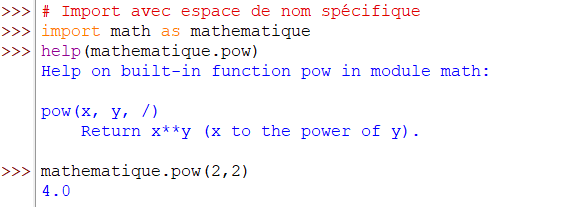 >>> # Import avec espace de nom spécifique
>>> import math as mathematique
>>> help(mathematique.pow)
Help on built-in function pow in module math:
pow(x, y, /)
    Return x**y (x to the power of y).
>>> mathematique.pow(2,2)
4.0